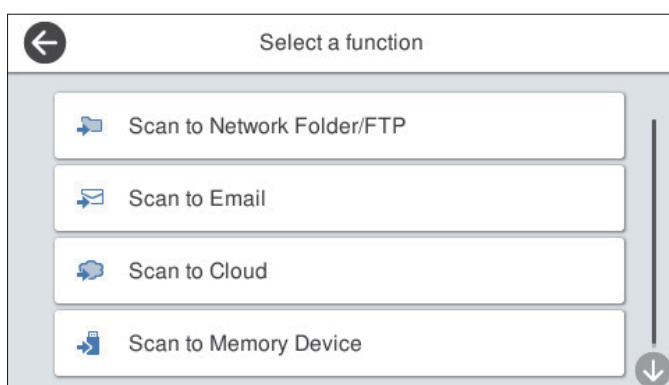 Select a function
Scan to Network Folder/FTP
Scan to Email
Scan to Cloud
Scan to Memory Device